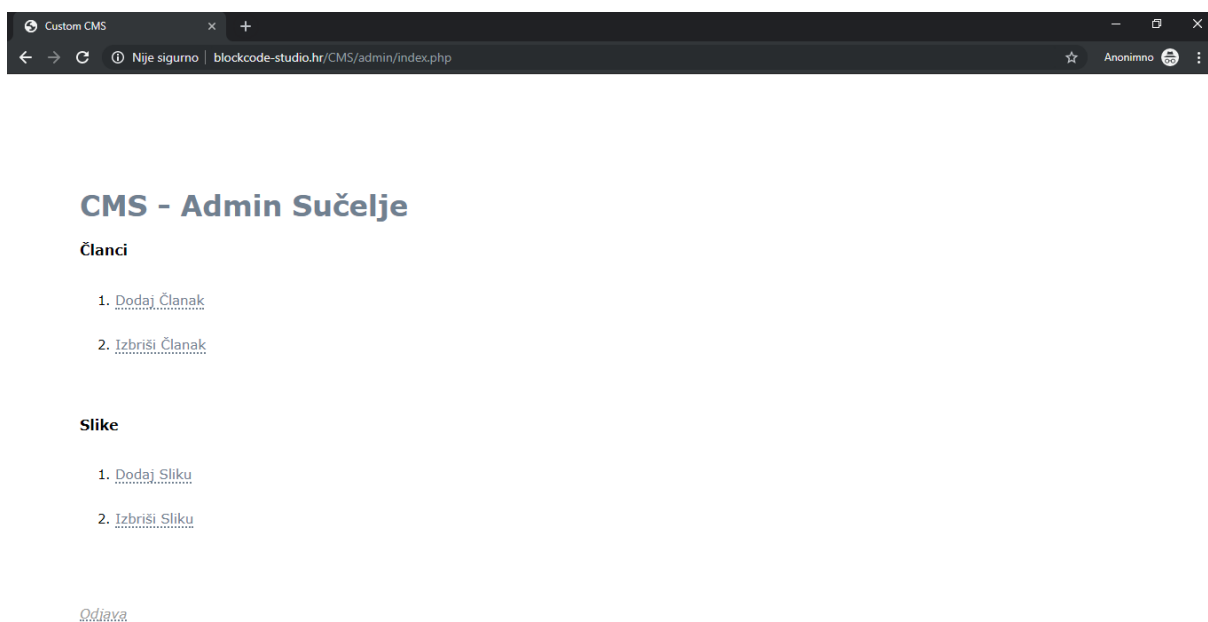 Custom CMS
Nije sigurno | blockcode-studio.hr/CMS/admin/index.php
Anonimno
CMS - Admin Sučelje
Članci
1. Dodaj Članak
2. Izbriši Članak
Slike
1. Dodaj Sliku
2. Izbriši Sliku
Odjava